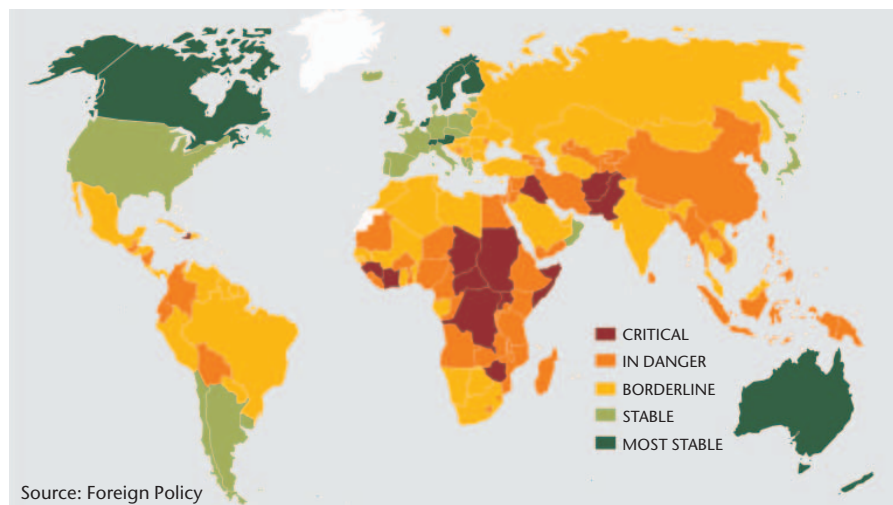 CRITICAL
IN DANGER
BORDERLINE
STABLE
MOST STABLE
Source: Foreign Policy